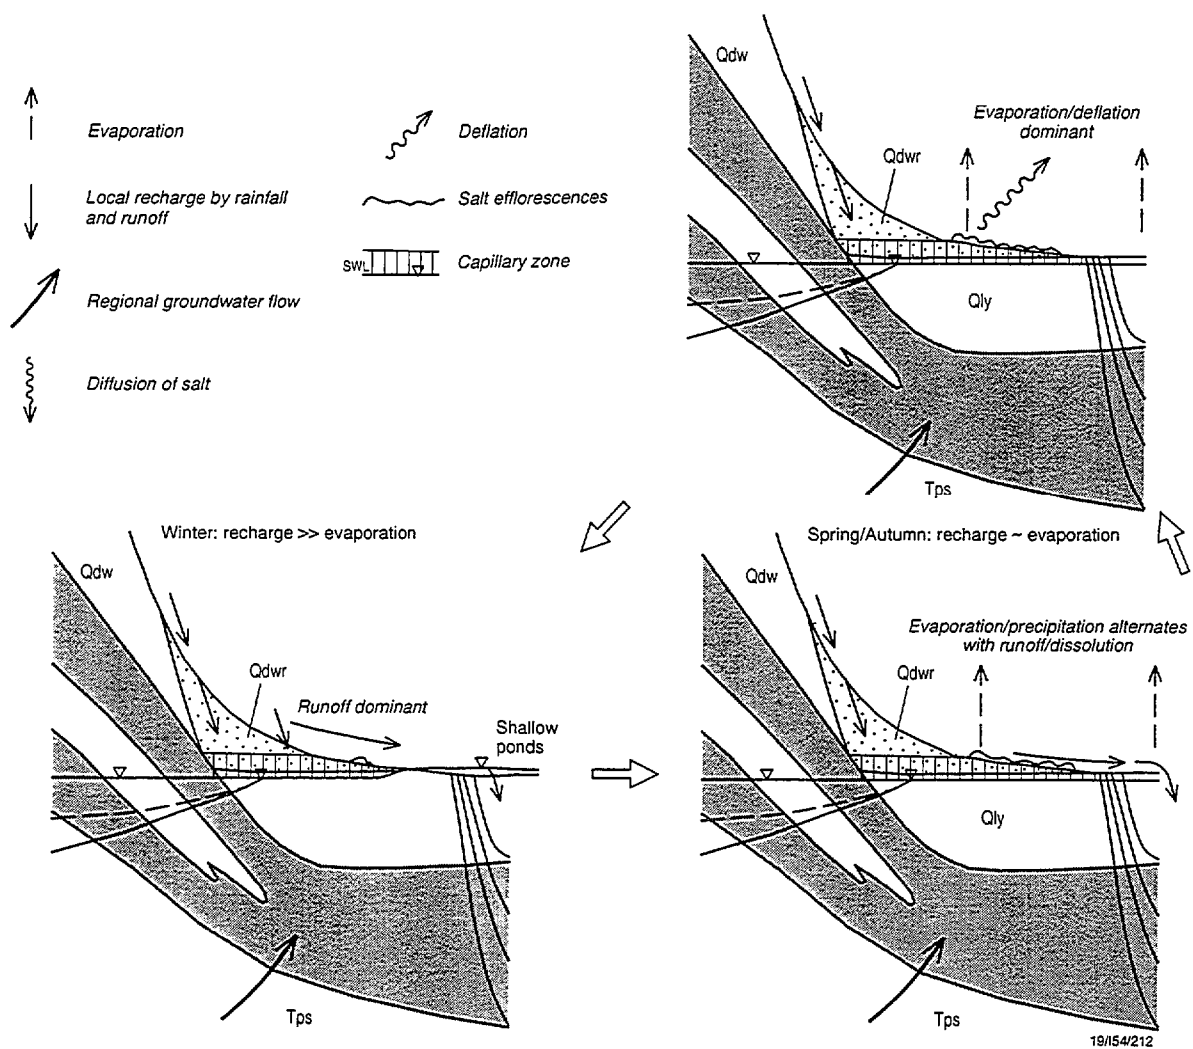 Evaporation
Local recharge by rainfall
and runoff
Regional groundwater flow
Diffusion of salt
Deflation
Salt efflorescences
SWL
Capillary zone
Qdw
Evaporation/deflation
dominant
Qdwr
Qly
Tps
Winter: recharge >> evaporation
Qdw
Qdwr
Runoff dominant
Shallow
ponds
Tps
Spring/Autumn: recharge ~ evaporation
Qdw
Evaporation/precipitation alternates
with runoff/dissolution
Qdwr
Qly
Tps
19/I54/212